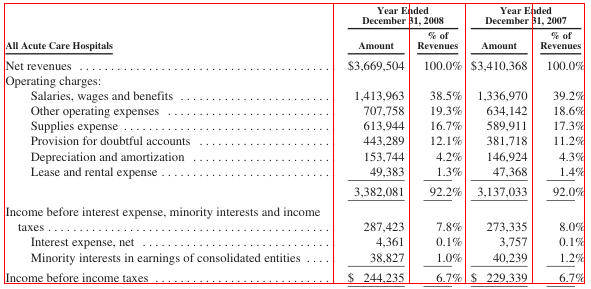 Year Ended Year Ended
December 31, 2008 December 31, 2007
% of % of
All Acute Care Hospitals Amount Revenues Amount Revenues
Net revenues $3,669,504 100.0% $3,410,368 100.0%
Operating charges:
Salaries, wages and benefits 1,413,963 38.5% 1,336,970 39.2%
Other operating expenses 707,758 19.3% 634,142 18.6%
Supplies expense 613,944 16.7% 589,911 17.3%
Provision for doubtful accounts 443,289 12.1% 381,718 11.2%
Depreciation and amortization 153,744 4.2% 146,924 4.3%
Lease and rental expense 49,383 1.3% 47,368 1.4%
3,382,081 92.2% 3,137,033 92.0%
Income before interest expense, minority interests and income
taxes 287,423 7.8% 273,335 8.0%
Interest expense, net 4,361 0.1% 3,757 0.1%
Minority interests in earnings of consolidated entities 38,827 1.0% 40,239 1.2%
Income before income taxes $ 244,235 6.7% $ 229,339 6.7%